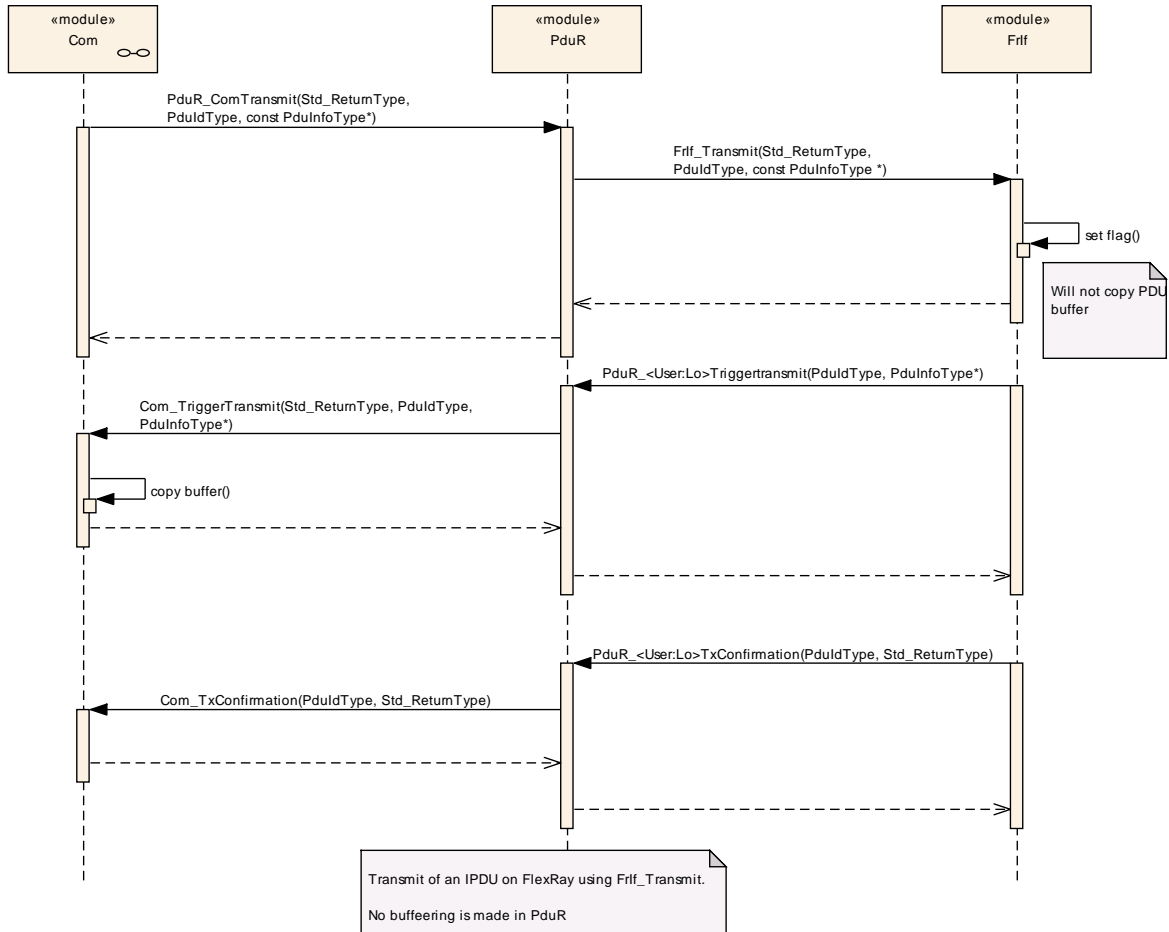 «module»
Com
«module»
PduR
«module»
FrIf
PduR_ComTransmit(Std_ReturnType,
PduIdType, const PduInfoType*)
FrIf_Transmit(Std_ReturnType,
PduIdType, const PduInfoType *)
set flag()
Will not copy PDU
buffer
PduR_<User:Lo>Triggertransmit(PduIdType, PduInfoType*)
Com_TriggerTransmit(Std_ReturnType, PduIdType,
PduInfoType*)
copy buffer()
PduR_<User:Lo>TxConfirmation(PduIdType, Std_ReturnType)
Com_TxConfirmation(PduIdType, Std_ReturnType)
Transmit of an IPDU on FlexRay using FrIf_Transmit.
No buffeering is made in PduR